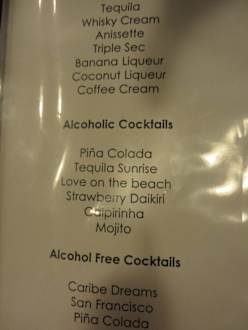 Tequila
Whisky Cream
Anissette
Triple Sec
Banana Liqueur
Coconut Liqueur
Coffee Cream
Alcoholic Cocktails
Piña Colada
Tequila Sunrise
Love on the beach
Strawberry Daikiri
Caipirinha
Mojito
Alcohol Free Cocktails
Caribe Dreams
San Francisco
Piña Colada